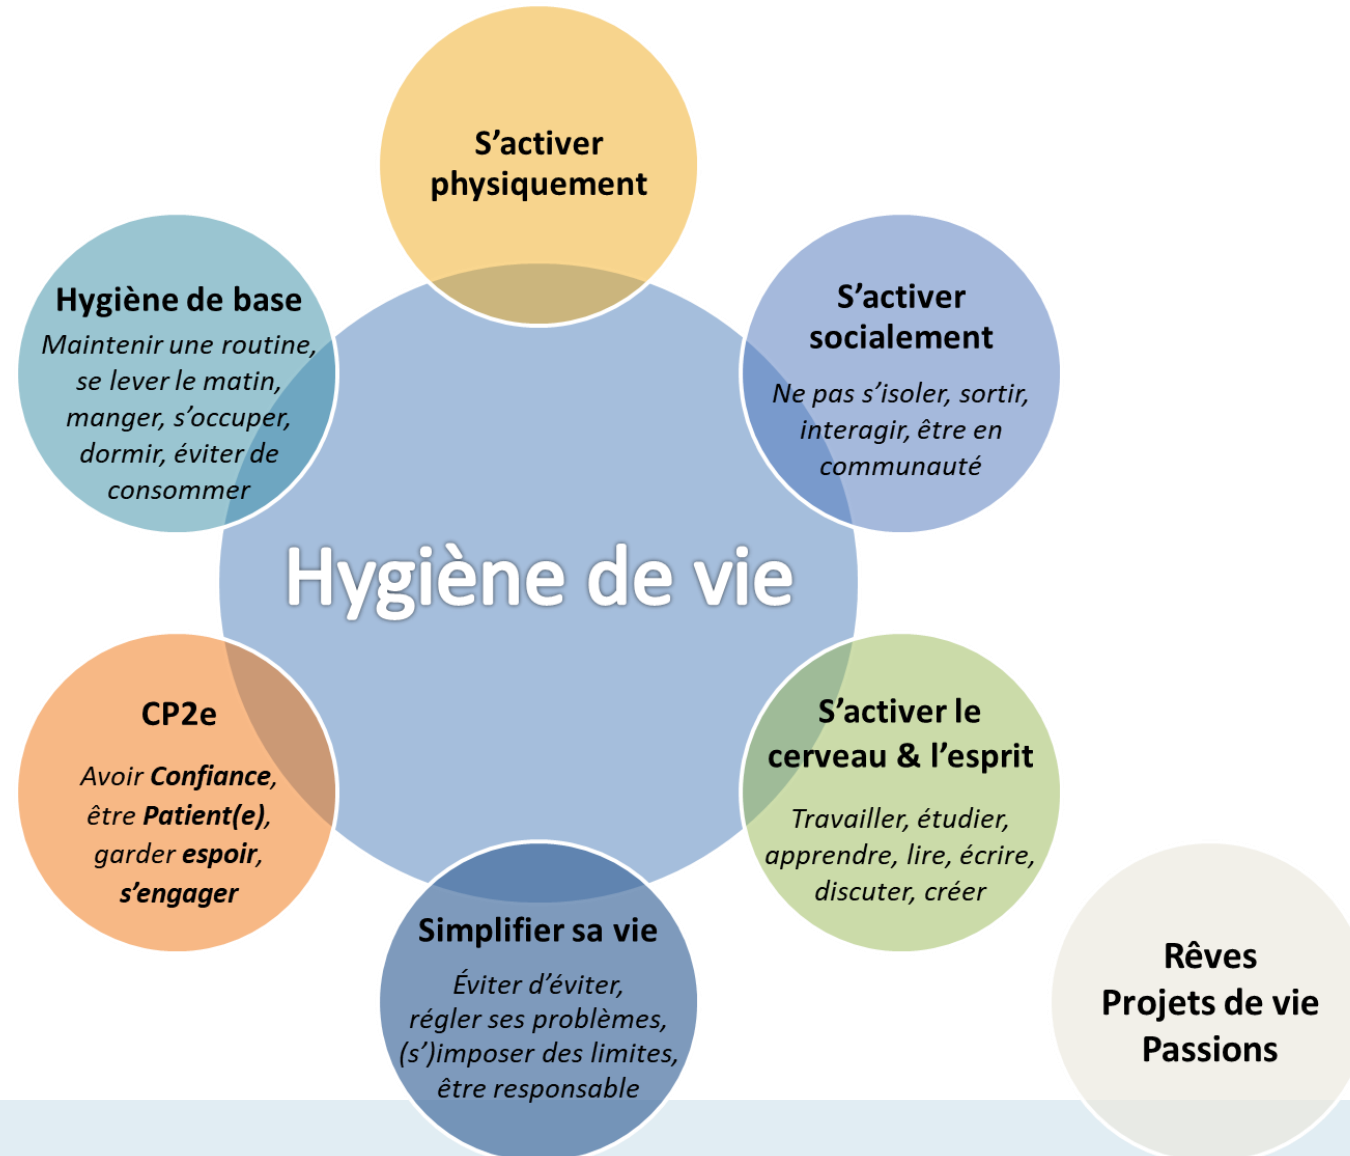 S’activer
physiquement
Hygiène de base
Maintenir une routine,
se lever le matin,
manger, s’occuper,
dormir, éviter de
consommer
S’activer
socialement
Ne pas s’isoler, sortir,
interagir, être en
communauté
Hygiène de vie
CP2e
Avoir Confiance,
être Patient(e),
garder espoir,
s’engager
S’activer le
cerveau & l’esprit
Travailler, étudier,
apprendre, lire, écrire,
discuter, créer
Simplifier sa vie
Éviter d’éviter,
régler ses problèmes,
(s’)imposer des limites,
être responsable
Rêves
Projets de vie
Passions